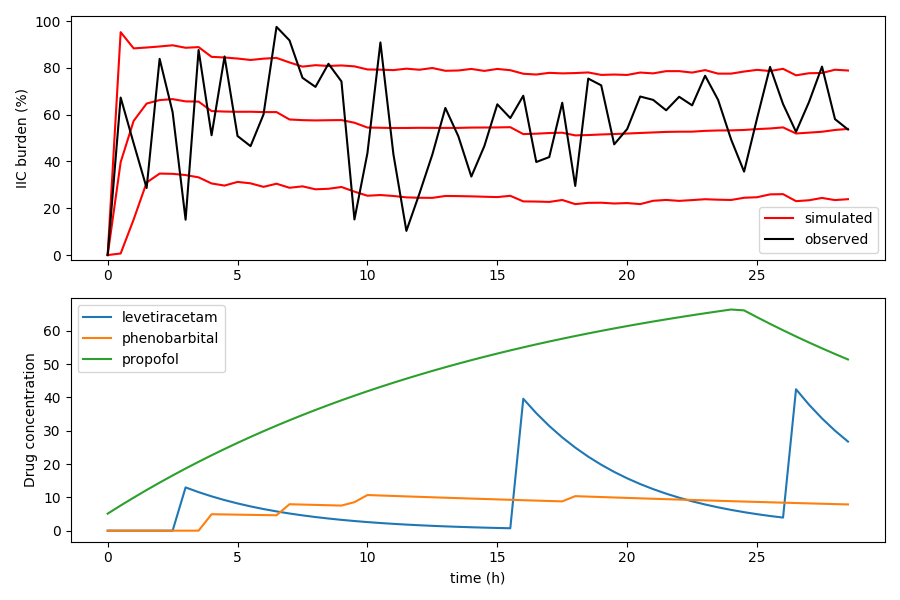 100
80
60
40
20
0
IIC burden (%)
simulated
observed
0 5 10 15 20 25
levetiracetam
phenobarbital
propofol
60
50
40
30
20
10
0
Drug concentration
0 5 10 15 20 25
time (h)